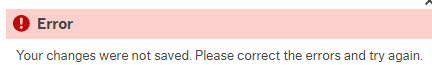 Error
Your changes were not saved. Please correct the errors and try again.